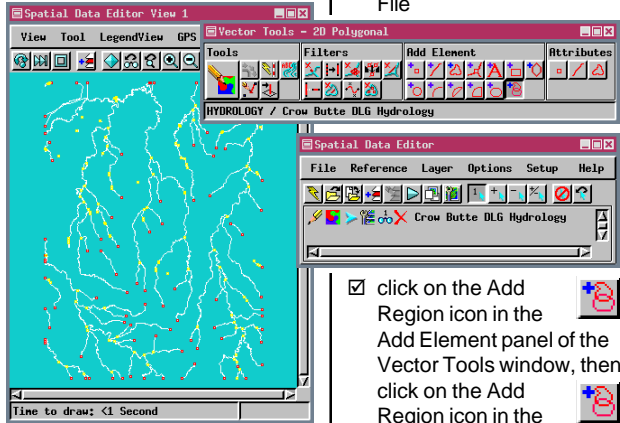 File
Spatial Data Editor View 1
View Tool LegendView GPS
Time to draw: <1 Second
Vector Tools - 2D Polygonal
Tools Filters Add Element Attributes
HYDROLOGY / Crow Butte DLG Hydrology
Spatial Data Editor
File Reference Layer Options Setup Help
Crow Butte DLG Hydrology
☑ click on the Add
Region icon in the
Add Element panel of the
Vector Tools window, then
click on the Add
Region icon in the